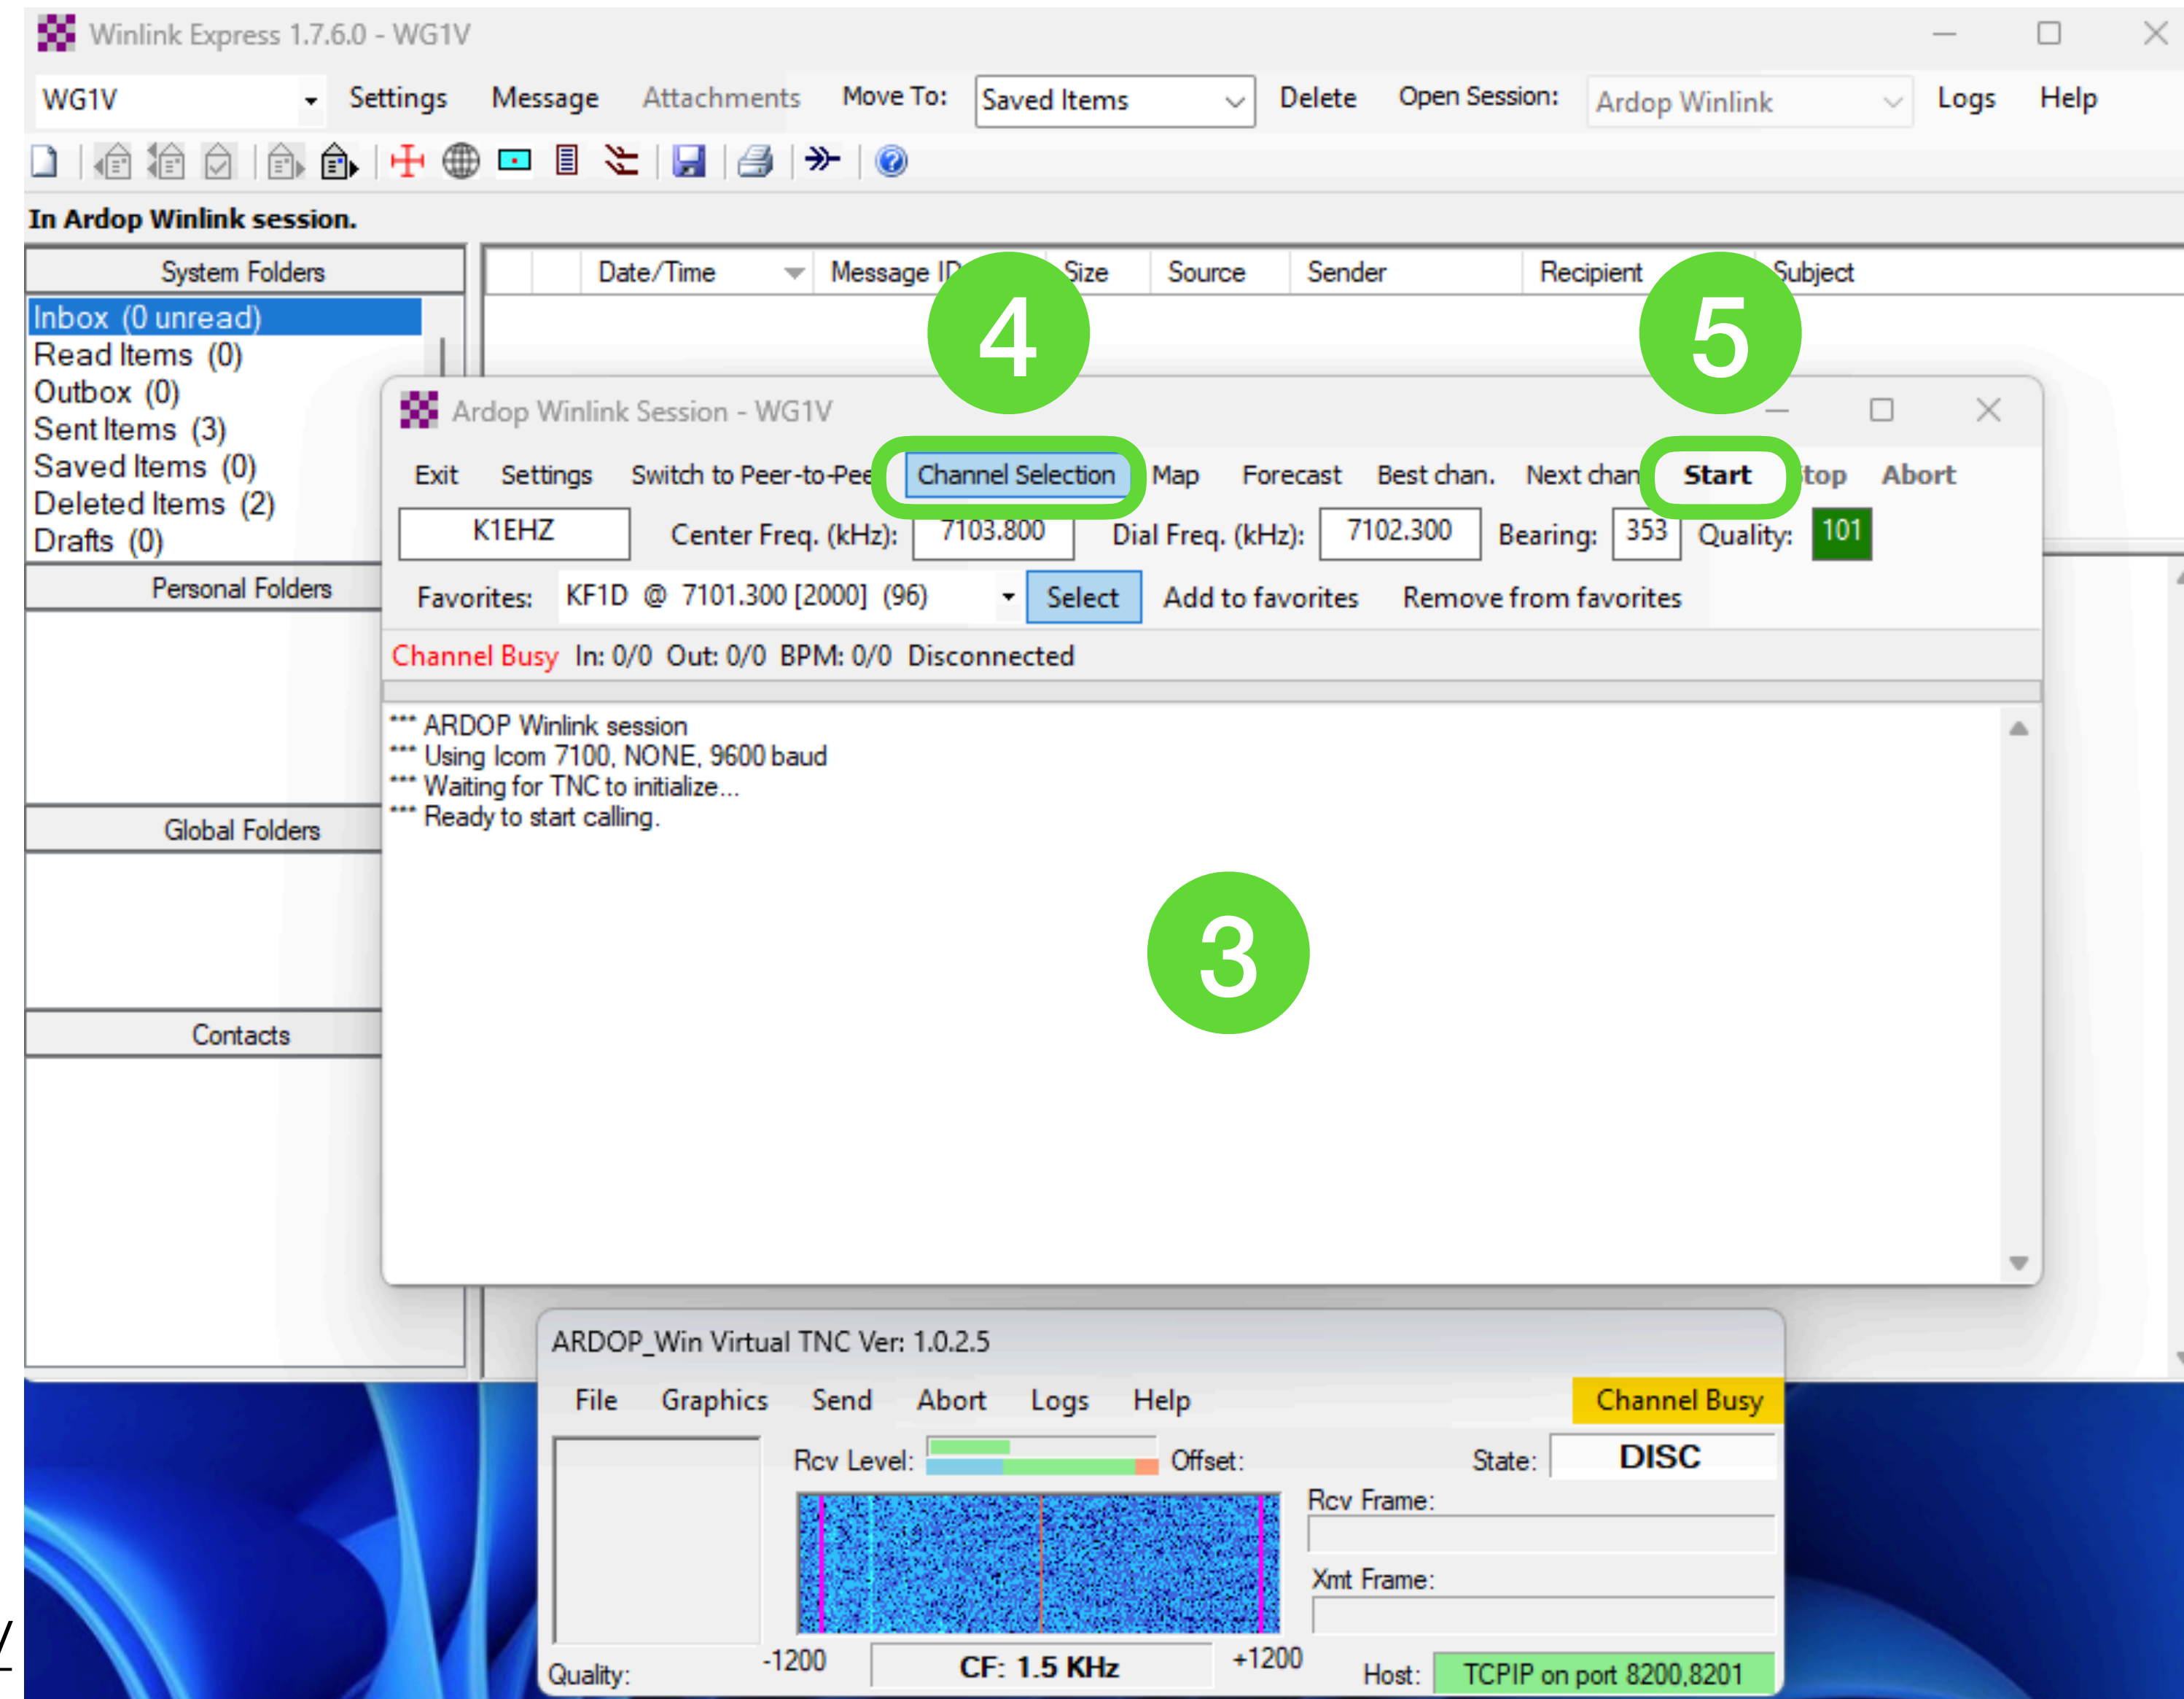 Winlink Express 1.7.6.0 - WG1V
WG1V Settings Message Attachments Move To: Saved Items Delete Open Session: Ardop Winlink Logs Help
In Ardop Winlink session.
System Folders
Date/Time Message ID Size Source Sender Recipient Subject
Inbox (0 unread)
Read Items (0)
Outbox (0)
Sent Items (3)
Saved Items (0)
Deleted Items (2)
Drafts (0)
Personal Folders
Global Folders
Contacts
4
5
Ardop Winlink Session - WG1V
Exit Settings Switch to Peer-to-Pee Channel Selection Map Forecast Best chan. Next chan Start top Abort
K1EHZ Center Freq. (kHz): 7103.800 Dial Freq. (kHz): 7102.300 Bearing: 353 Quality: 101
Favorites: KF1D @ 7101.300 [2000] (96) Select Add to favorites Remove from favorites
Channel Busy In: 0/0 Out: 0/0 BPM: 0/0 Disconnected
*** ARDOP Winlink session
*** Using Icom 7100, NONE, 9600 baud
*** Waiting for TNC to initialize...
*** Ready to start calling.
3
ARDOP_Win Virtual TNC Ver: 1.0.2.5
File Graphics Send Abort Logs Help Channel Busy
Rcv Level: Offset: State: DISC
Rcv Frame:
Xmt Frame:
-1200 CF: 1.5 KHz +1200
Quality: Host: TCPIP on port 8200,8201